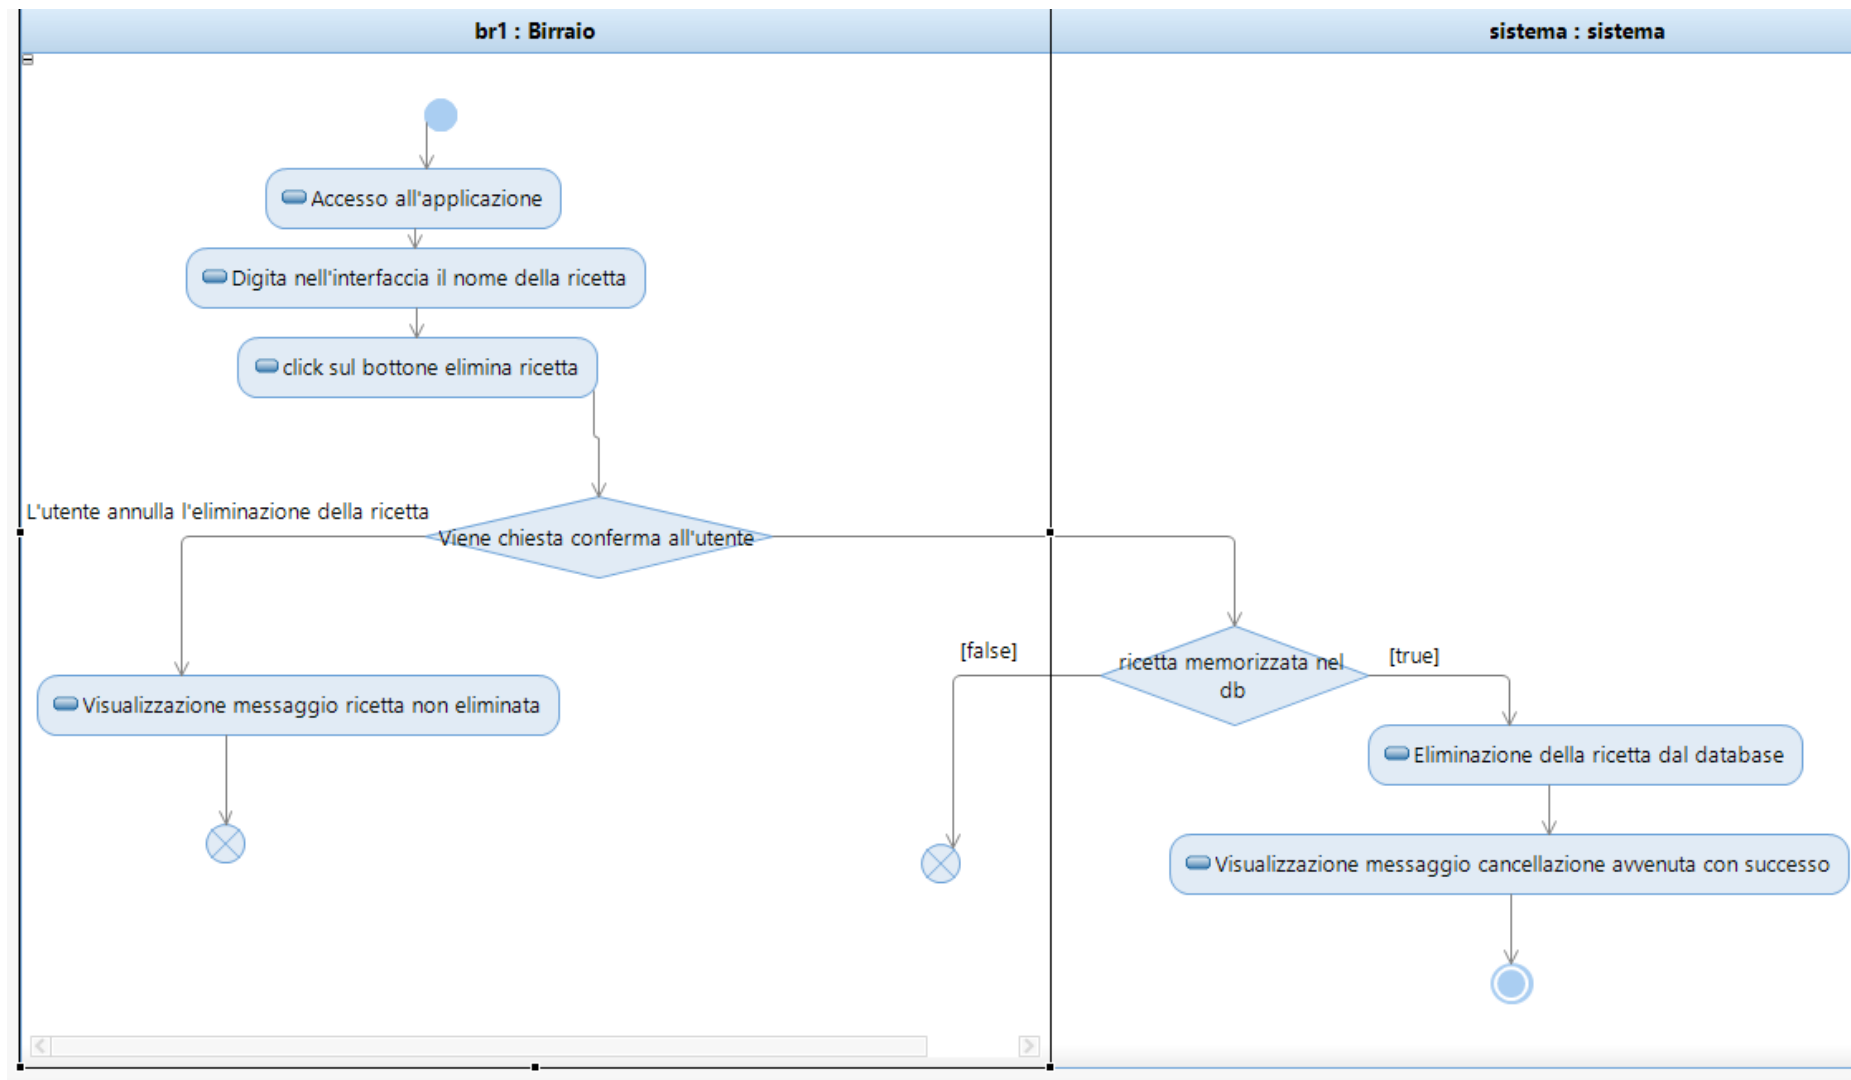 br1 : Birraio
sistema : sistema
Accesso all'applicazione
Digita nell'interfaccia il nome della ricetta
click sul bottone elimina ricetta
L'utente annulla l'eliminazione della ricetta
Viene chiesta conferma all'utente
[false]
ricetta memorizzata nel
db
[true]
Visualizzazione messaggio ricetta non eliminata
Eliminazione della ricetta dal database
Visualizzazione messaggio cancellazione avvenuta con successo